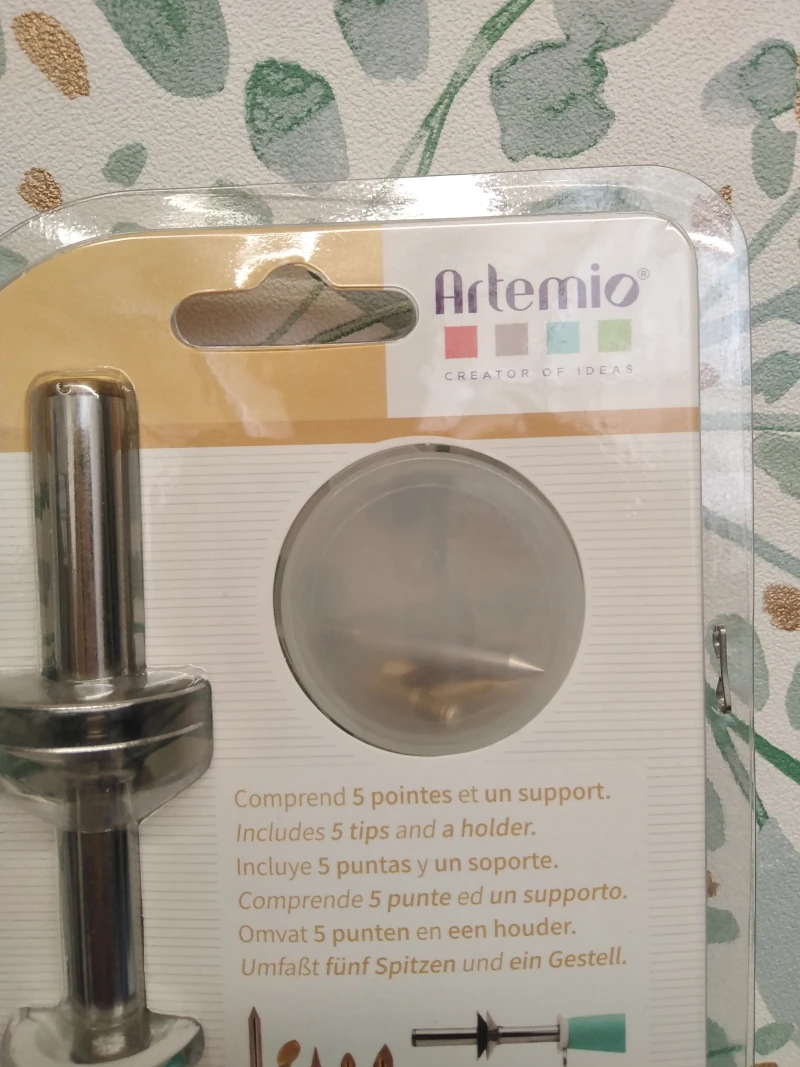 Artemio®
CREATOR OF IDEAS
Comprend 5 pointes et un support.
Includes 5 tips and a holder.
Incluye 5 puntas y un soporte.
Comprende 5 punte ed un supporto.
Omvat 5 punten en een houder.
Umfaßt fünf Spitzen und ein Gestell.